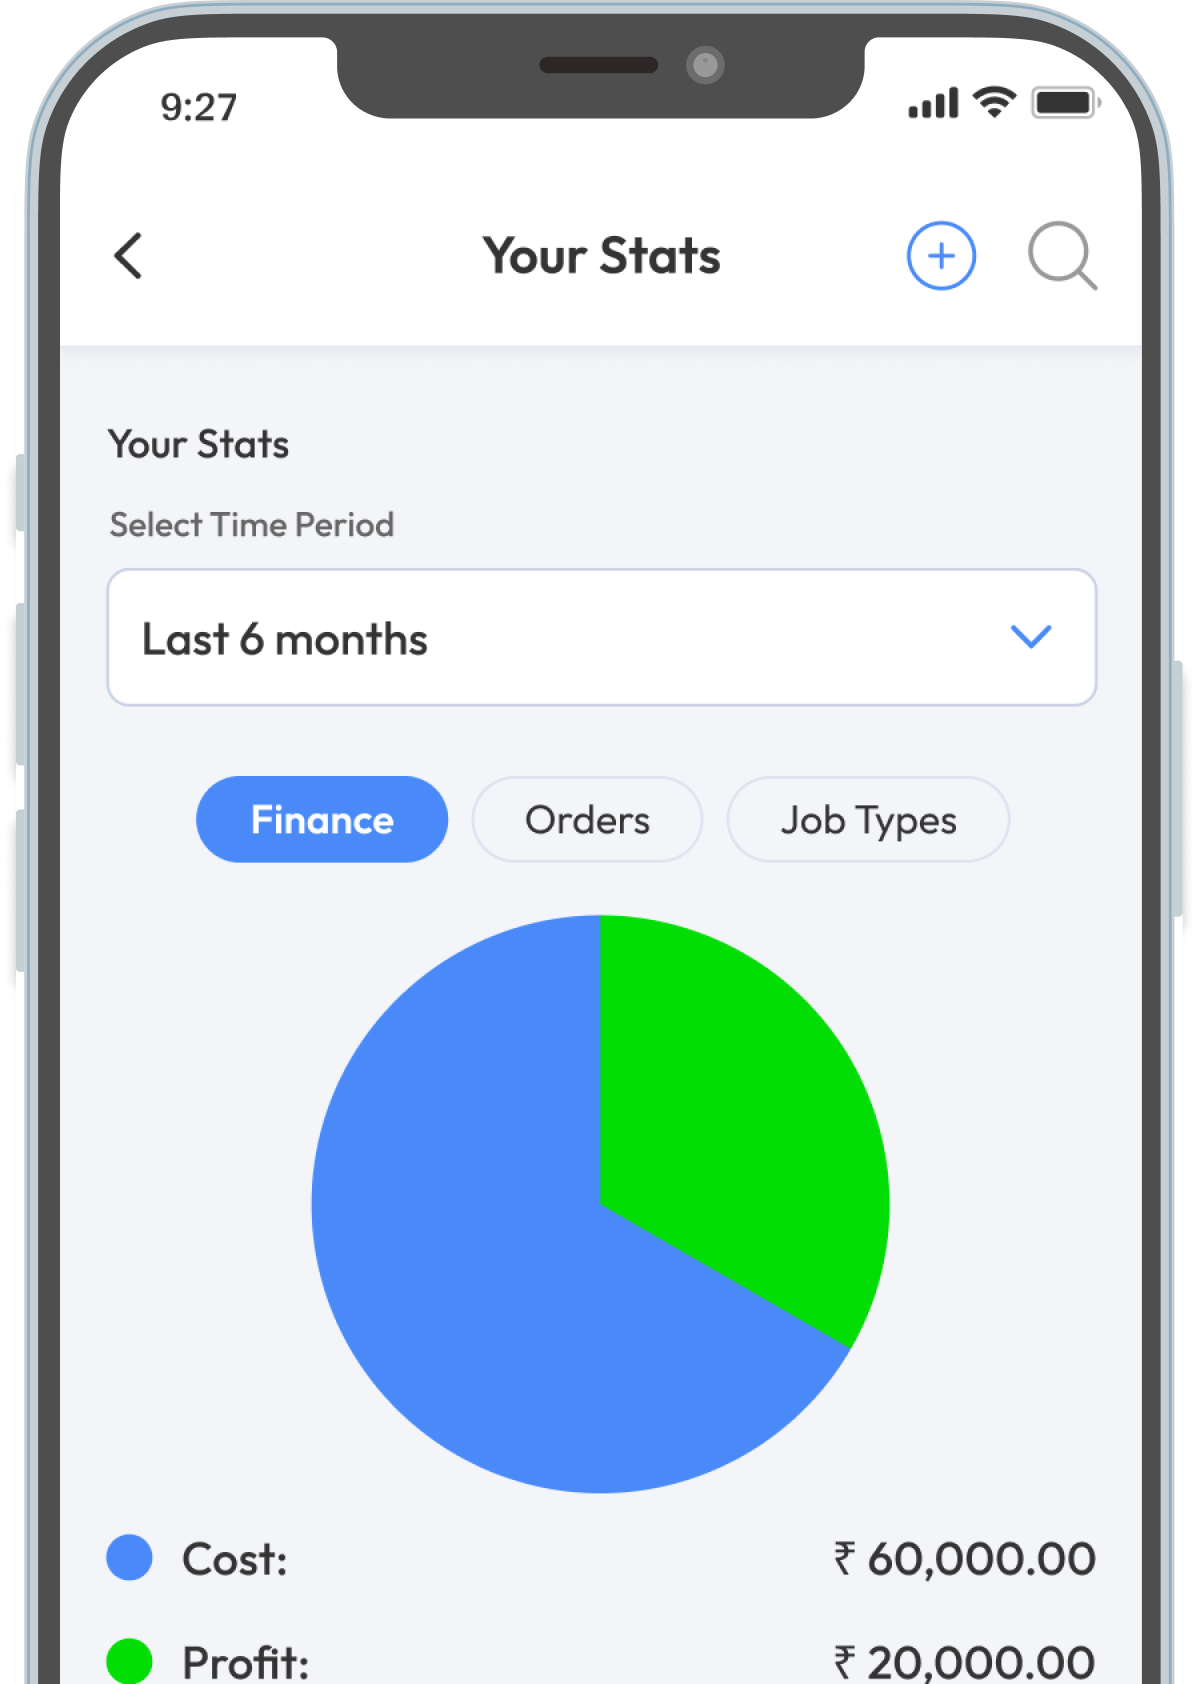 9:27
Your Stats
Your Stats
Select Time Period
Last 6 months
Finance Orders Job Types
Cost: ₹ 60,000.00
Profit: ₹ 20,000.00